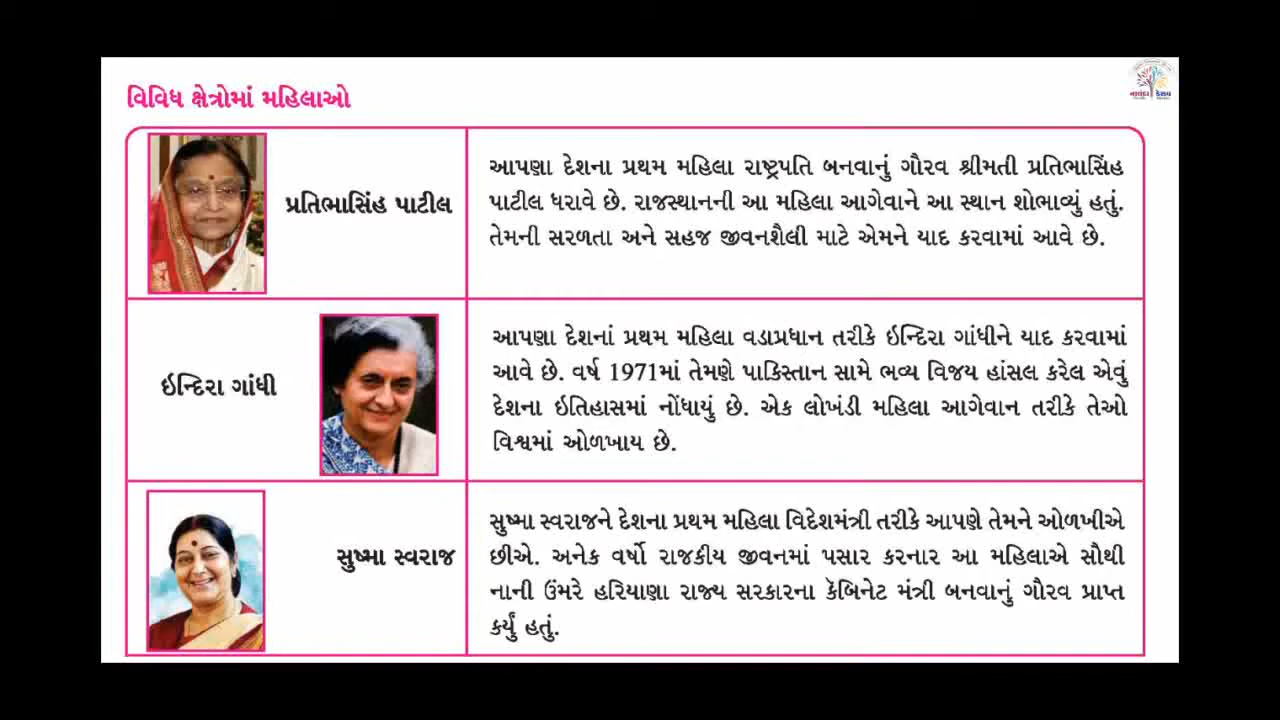 વિવિધ ક્ષેત્રોમાં મહિલાઓ
પ્રતિભાસિંહ પાટીલ
આપણા દેશના પ્રથમ મહિલા રાષ્ટ્રપતિ બનવાનું ગૌરવ શ્રીમતી પ્રતિભાસિંહ
પાટીલ ધરાવે છે. રાજસ્થાનની આ મહિલા આગેવાને આ સ્થાન શોભાવ્યું હતું.
તેમની સરળતા અને સહજ જીવનશૈલી માટે એમને યાદ કરવામાં આવે છે.
ઇન્દિરા ગાંધી
આપણા દેશનાં પ્રથમ મહિલા વડાપ્રધાન તરીકે ઇન્દિરા ગાંધીને યાદ કરવામાં
આવે છે. વર્ષ 1971માં તેમણે પાકિસ્તાન સામે ભવ્ય વિજય હાંસલ કરેલ એવું
દેશના ઇતિહાસમાં નોંધાયું છે. એક લોખંડી મહિલા આગેવાન તરીકે તેઓ
વિશ્વમાં ઓળખાય છે.
સુષ્મા સ્વરાજ
સુષ્મા સ્વરાજને દેશના પ્રથમ મહિલા વિદેશમંત્રી તરીકે આપણે તેમને ઓળખીએ
છીએ. અનેક વર્ષો રાજકીય જીવનમાં પસાર કરનાર આ મહિલાએ સૌથી
નાની ઉંમરે હરિયાણા રાજ્ય સરકારના કૅબિનેટ મંત્રી બનવાનું ગૌરવ પ્રાપ્ત
કર્યું હતું.